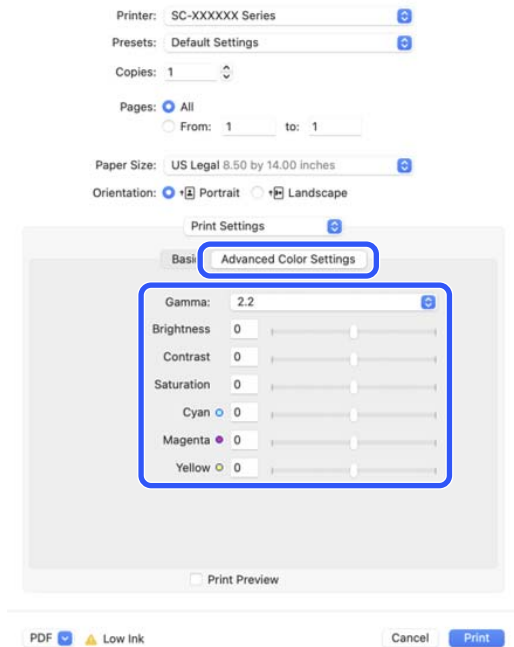 Printer: SC-XXXXXX Series
Presets: Default Settings
Copies: 1
Pages: All
From: 1 to: 1
Paper Size: US Legal 8.50 by 14.00 inches
Orientation: Portrait Landscape
Print Settings
Basi Advanced Color Settings
Gamma: 2.2
Brightness 0
Contrast 0
Saturation 0
Cyan 0
Magenta 0
Yellow 0
Print Preview
PDF Low Ink Cancel Print